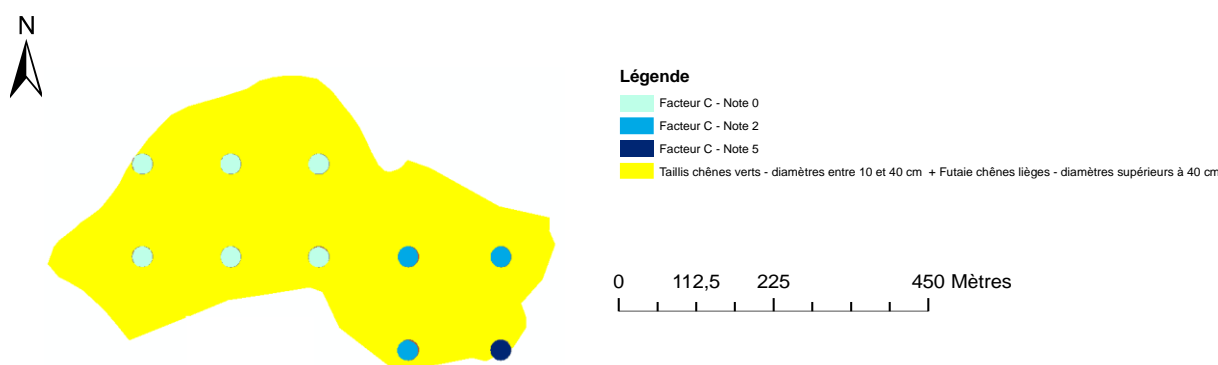 N
Légende
Facteur C - Note 0
Facteur C - Note 2
Facteur C - Note 5
Taillis chênes verts - diamètres entre 10 et 40 cm + Futaie chênes lièges - diamètres supérieurs à 40 cm
0 112,5 225 450 Mètres